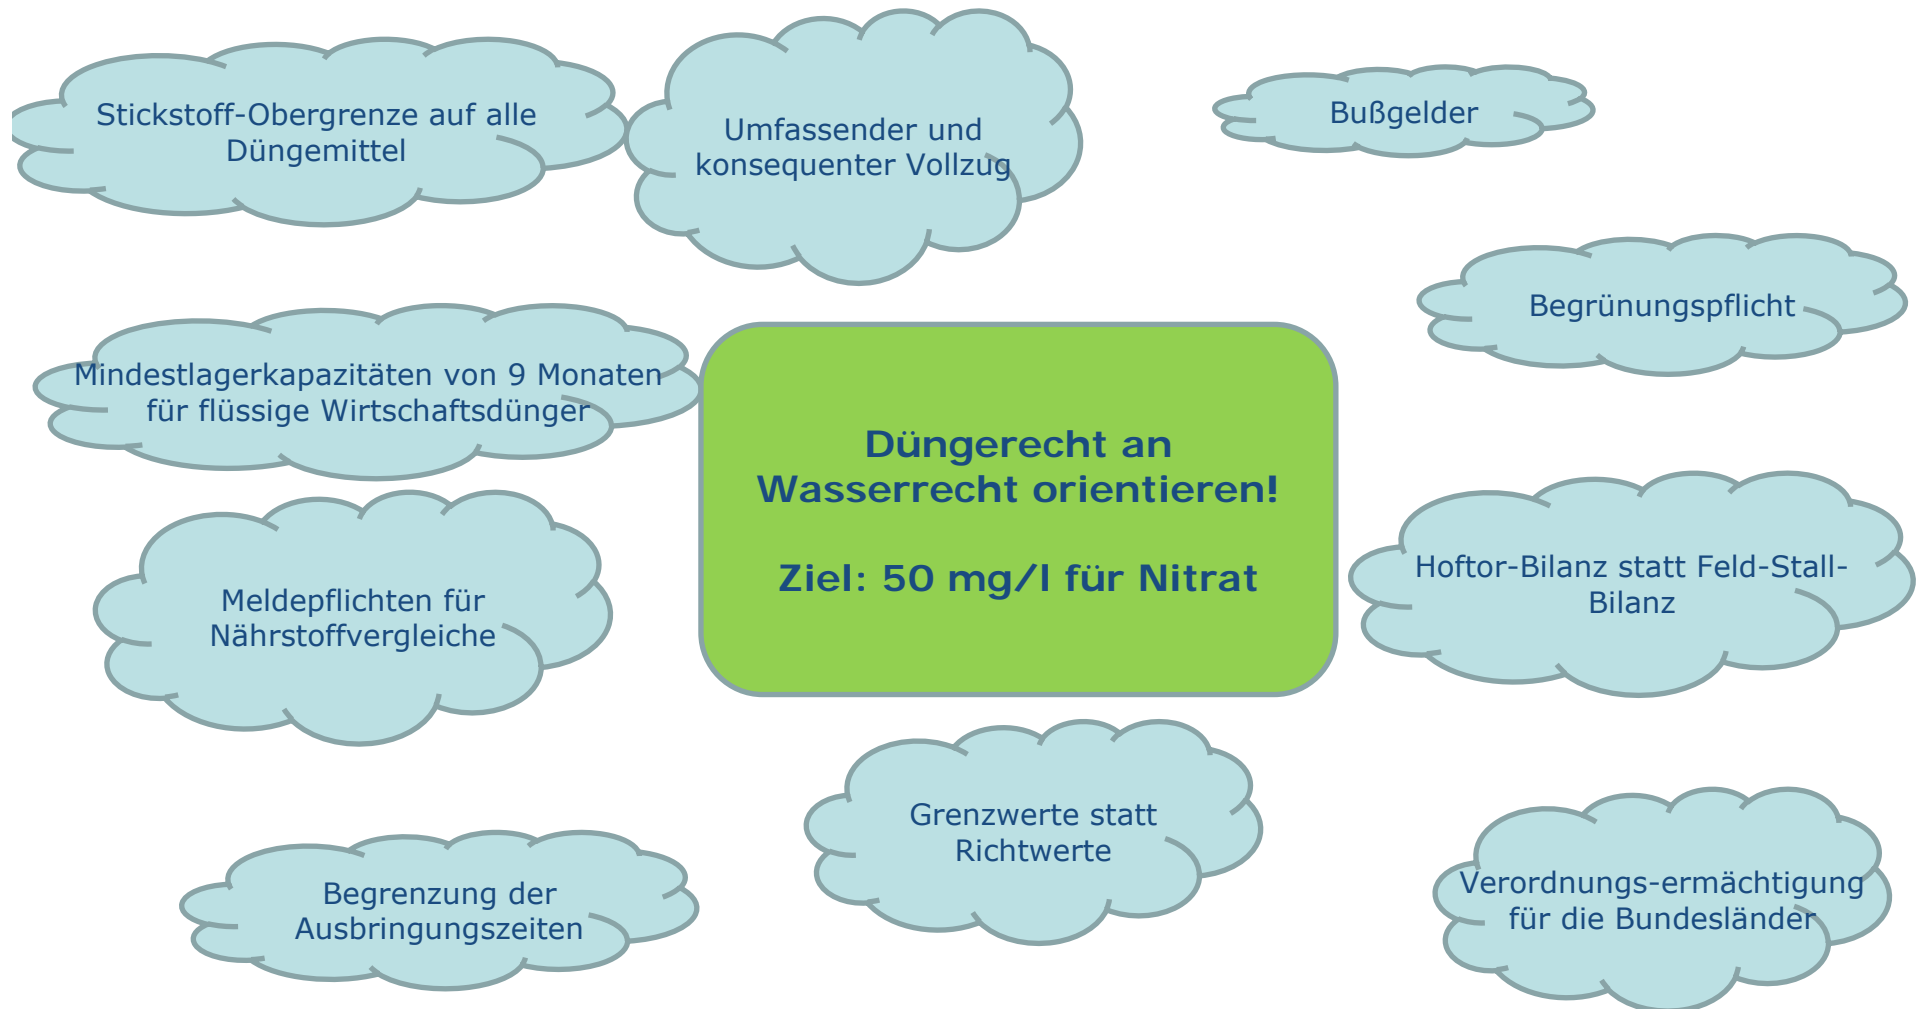 Stickstoff-Obergrenze auf alle
Düngemittel
Umfassender und
konsequenter Vollzug
Bußgelder
Begrünungspflicht
Mindestlagerkapazitäten von 9 Monaten
für flüssige Wirtschaftsdünger
Düngerecht an
Wasserrecht orientieren!
Ziel: 50 mg/l für Nitrat
Hoftor-Bilanz statt Feld-Stall-
Bilanz
Meldepflichten für
Nährstoffvergleiche
Grenzwerte statt
Richtwerte
Verordnungs-ermächtigung
für die Bundesländer
Begrenzung der
Ausbringungszeiten